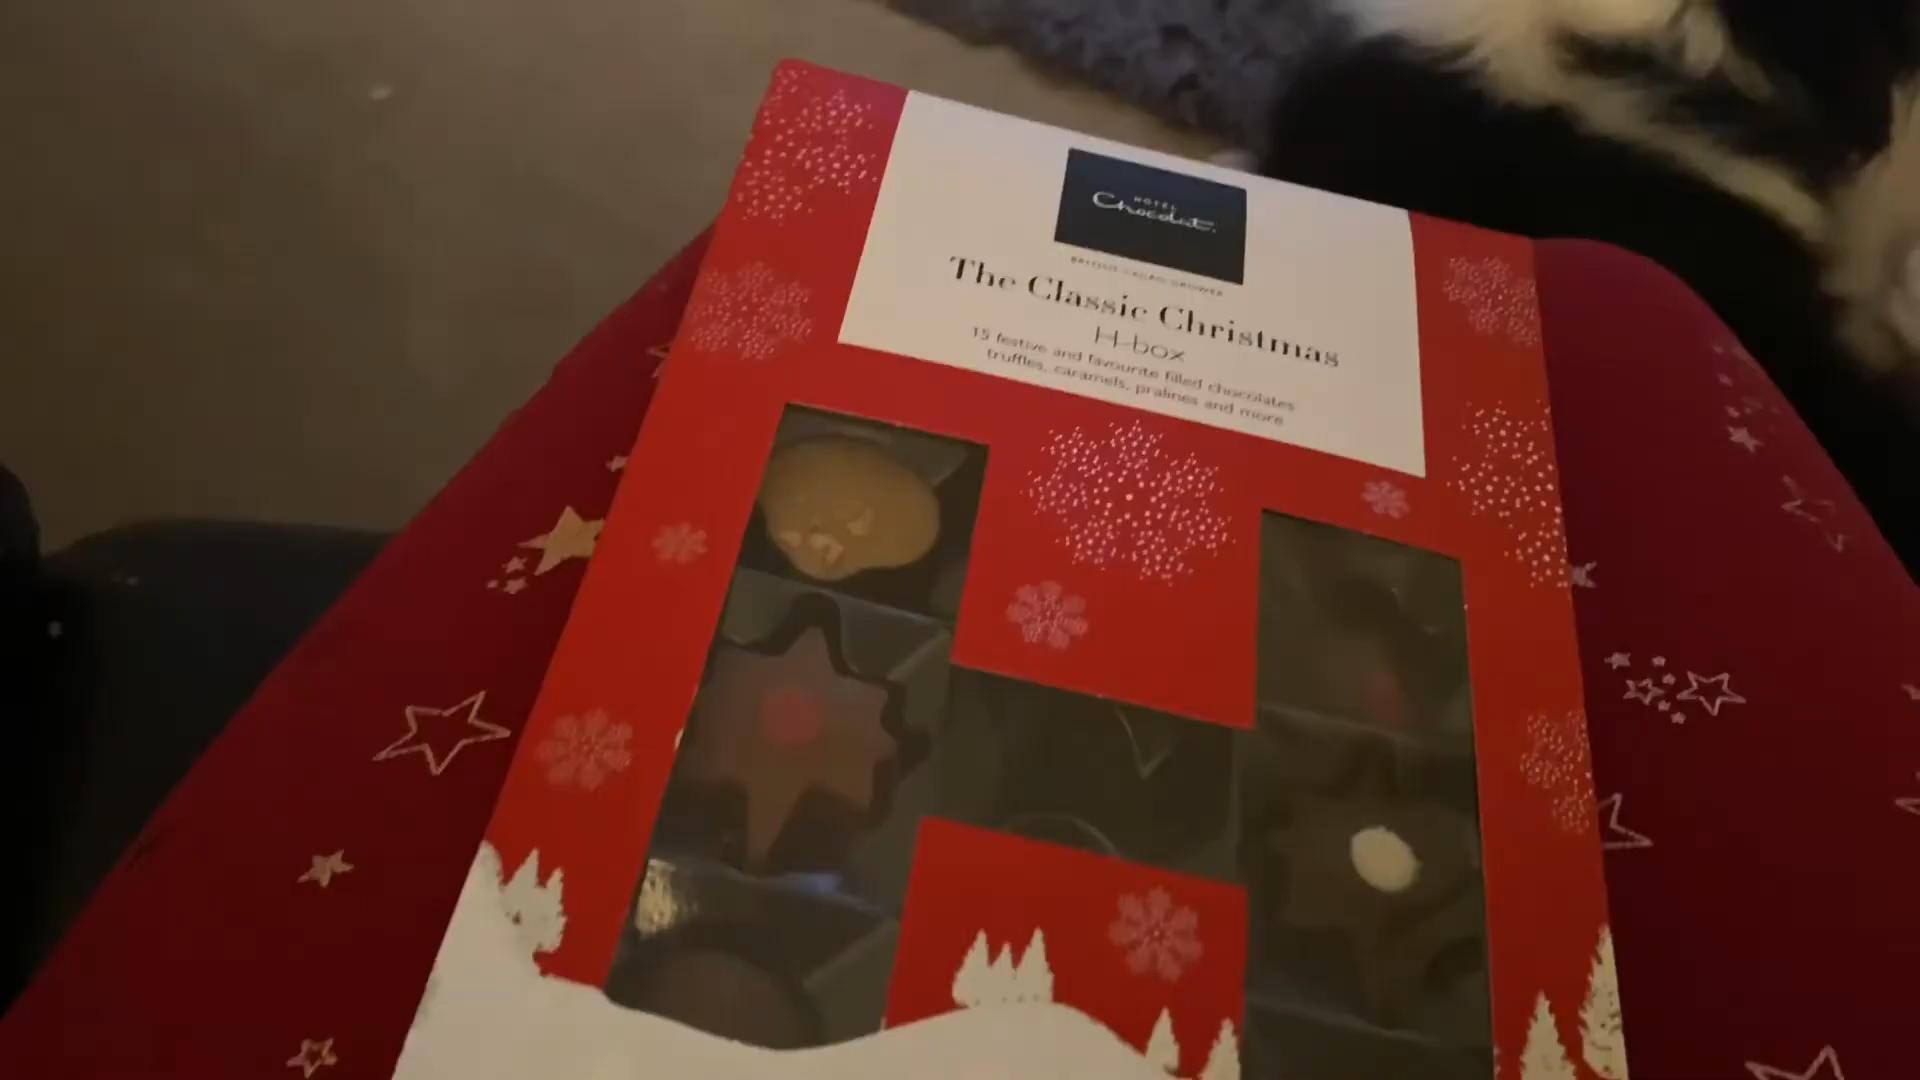 HOTEL
Chocolat.
BRITISH CACAO GROWER
The Classic Christmas
H-box
15 festive and favourite filled chocolates
truffles, caramels, pralines and more